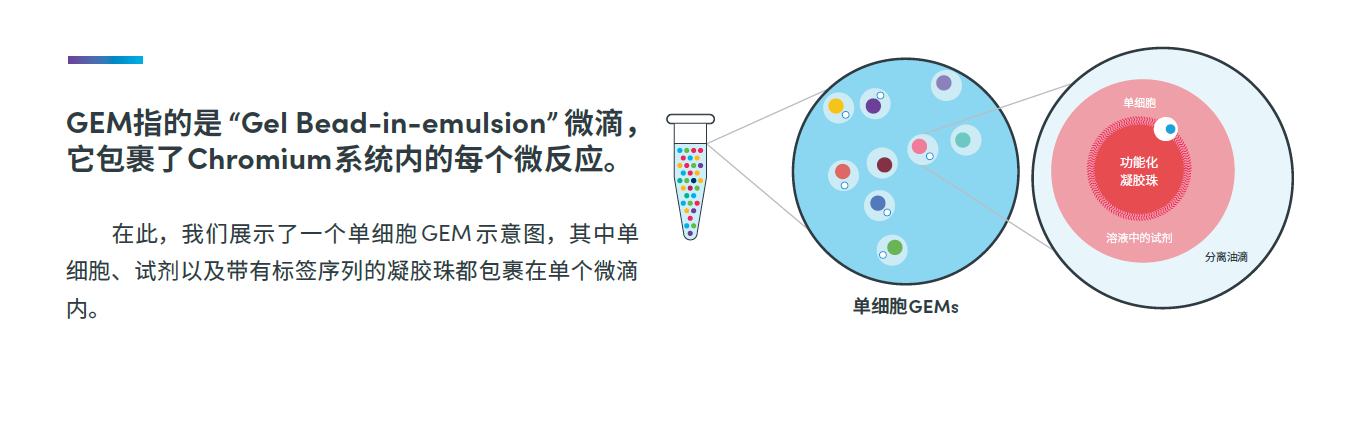 GEM指的是“Gel Bead-in-emulsion”微滴，
它包裹了Chromium系统内的每个微反应。
在此，我们展示了一个单细胞GEM示意图，其中单
细胞、试剂以及带有标签序列的凝胶珠都包裹在单个微滴
内。
单细胞GEMs
单细胞
功能化
凝胶珠
溶液中的试剂
分离油滴